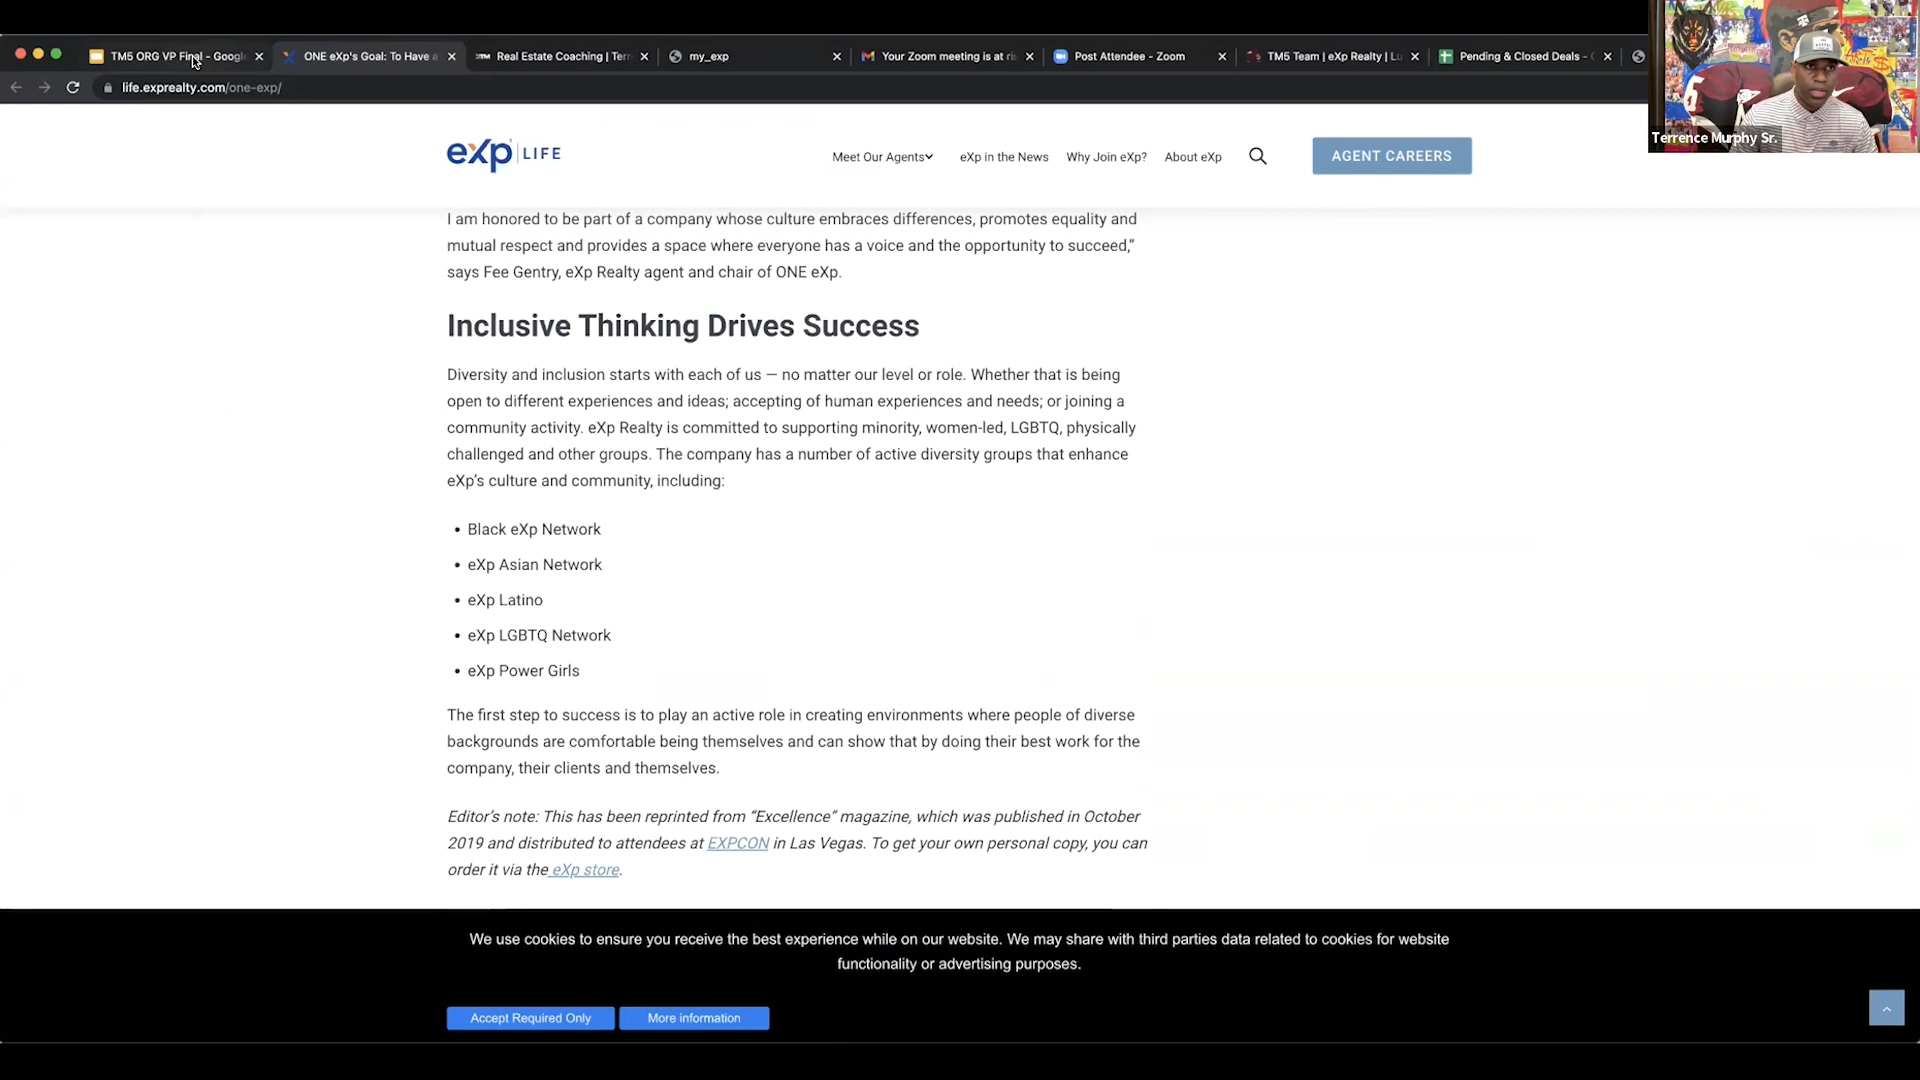 TM5 ORG VP Final - Googl
ONE eXp's Goal: To Have a
Real Estate Coaching | Terr
my_exp
Your Zoom meeting is at ri
Post Attendee - Zoom
TM5 Team | eXp Realty | Lu
Pending & Closed Deals -
life.exprealty.com/one-exp/
Terrence Murphy Sr.
eXp | LIFE
Meet Our Agents
eXp in the News
Why Join eXp?
About eXp
AGENT CAREERS
I am honored to be part of a company whose culture embraces differences, promotes equality and
mutual respect and provides a space where everyone has a voice and the opportunity to succeed,”
says Fee Gentry, eXp Realty agent and chair of ONE eXp.
Inclusive Thinking Drives Success
Diversity and inclusion starts with each of us — no matter our level or role. Whether that is being
open to different experiences and ideas; accepting of human experiences and needs; or joining a
community activity. eXp Realty is committed to supporting minority, women-led, LGBTQ, physically
challenged and other groups. The company has a number of active diversity groups that enhance
eXp’s culture and community, including:
• Black eXp Network
• eXp Asian Network
• eXp Latino
• eXp LGBTQ Network
• eXp Power Girls
The first step to success is to play an active role in creating environments where people of diverse
backgrounds are comfortable being themselves and can show that by doing their best work for the
company, their clients and themselves.
Editor’s note: This has been reprinted from “Excellence” magazine, which was published in October
2019 and distributed to attendees at EXPCON in Las Vegas. To get your own personal copy, you can
order it via the eXp store.
We use cookies to ensure you receive the best experience while on our website. We may share with third parties data related to cookies for website
functionality or advertising purposes.
Accept Required Only
More information